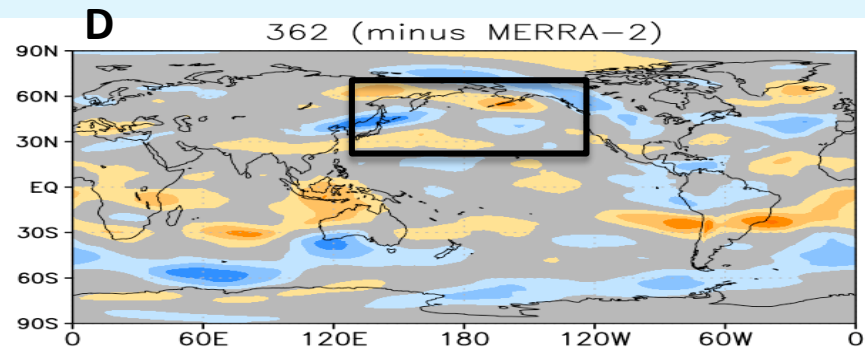 D
362 (minus MERRA−2)
90N
60N
30N
EQ
30S
60S
90S
0 60E 120E 180 120W 60W 0